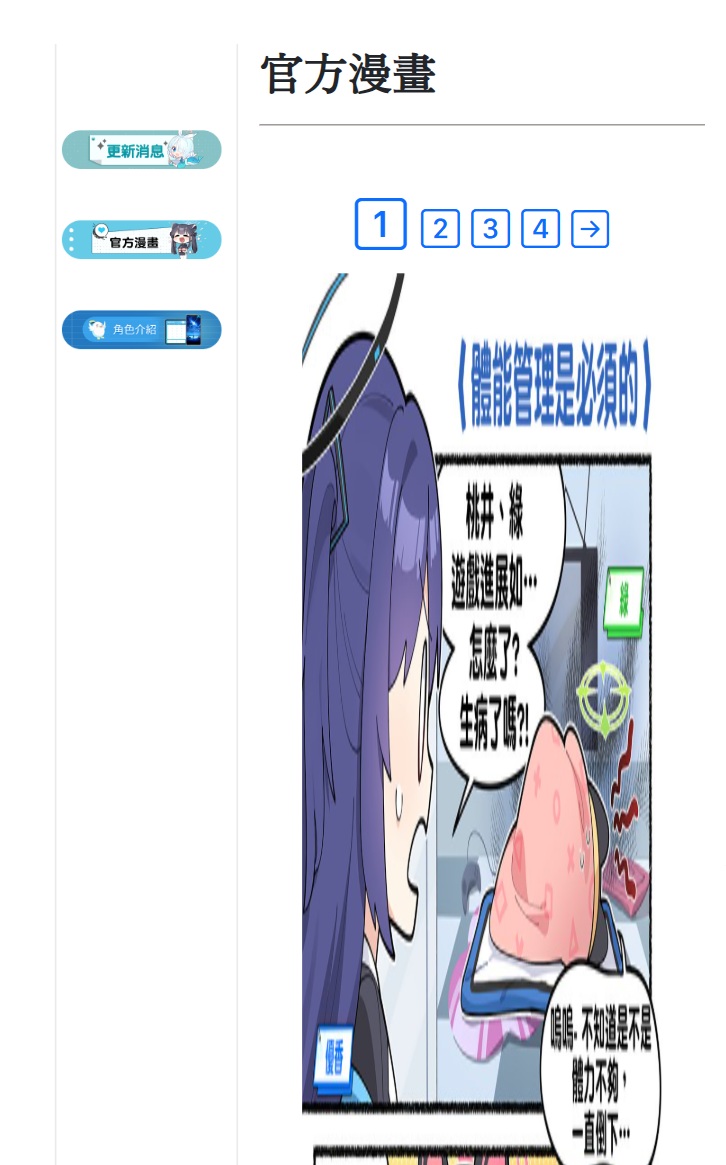 官方漫畫
更新消息
官方漫畫
角色介紹
1 2 3 4 →
《體能管理是必須的》
桃井、綠
遊戲進展如…
怎麼了?
生病了嗎?!
綠
嗚嗚- 不知道是不是
體力不夠，
一直倒下…
優香